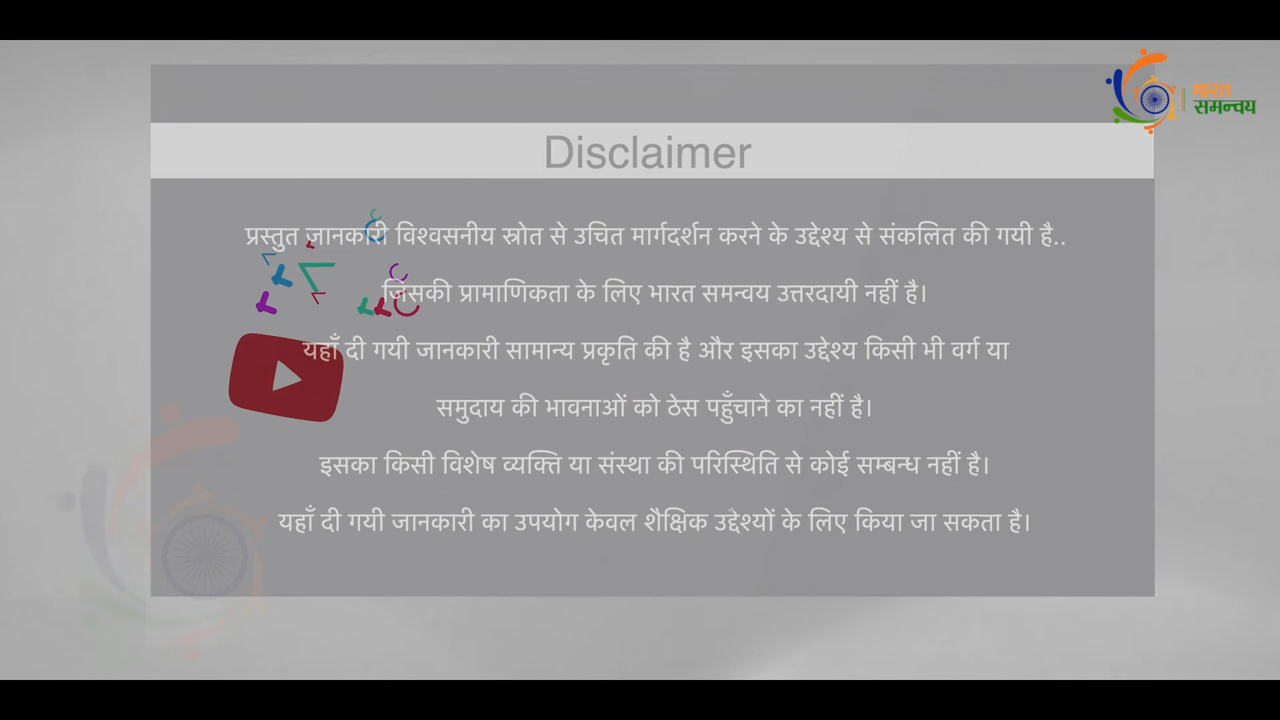 भारत
समन्वय
Disclaimer
प्रस्तुत जानकारी विश्वसनीय स्रोत से उचित मार्गदर्शन करने के उद्देश्य से संकलित की गयी है..
जिसकी प्रामाणिकता के लिए भारत समन्वय उत्तरदायी नहीं है।
यहाँ दी गयी जानकारी सामान्य प्रकृति की है और इसका उद्देश्य किसी भी वर्ग या
समुदाय की भावनाओं को ठेस पहुँचाने का नहीं है।
इसका किसी विशेष व्यक्ति या संस्था की परिस्थिति से कोई सम्बन्ध नहीं है।
यहाँ दी गयी जानकारी का उपयोग केवल शैक्षिक उद्देश्यों के लिए किया जा सकता है।